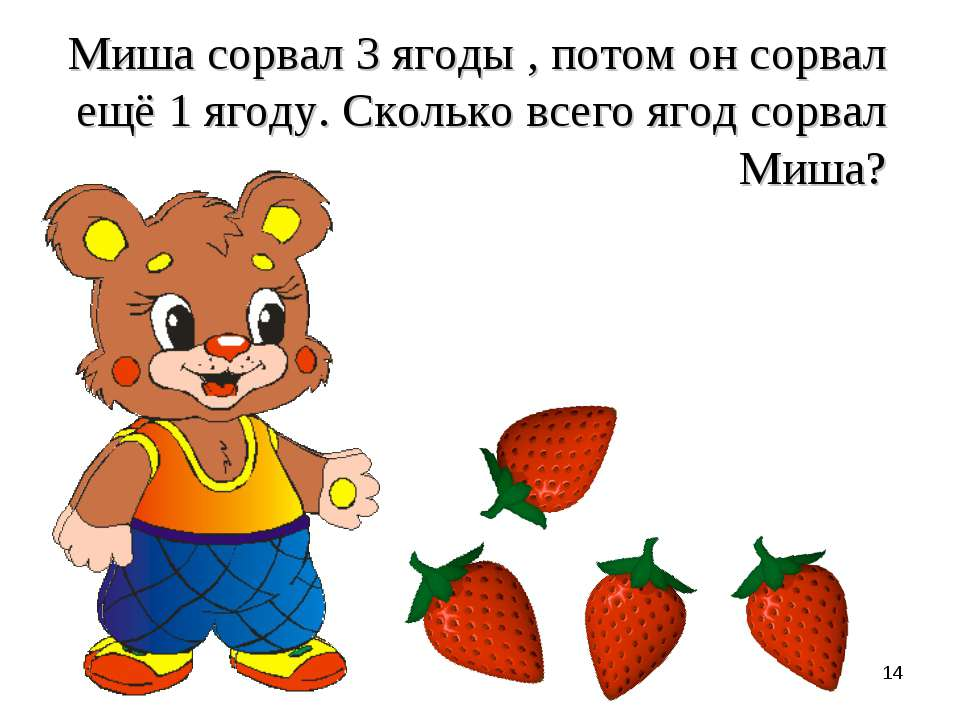 Миша сорвал 3 ягоды , потом он сорвал
ещё 1 ягоду. Сколько всего ягод сорвал
Миша?
14